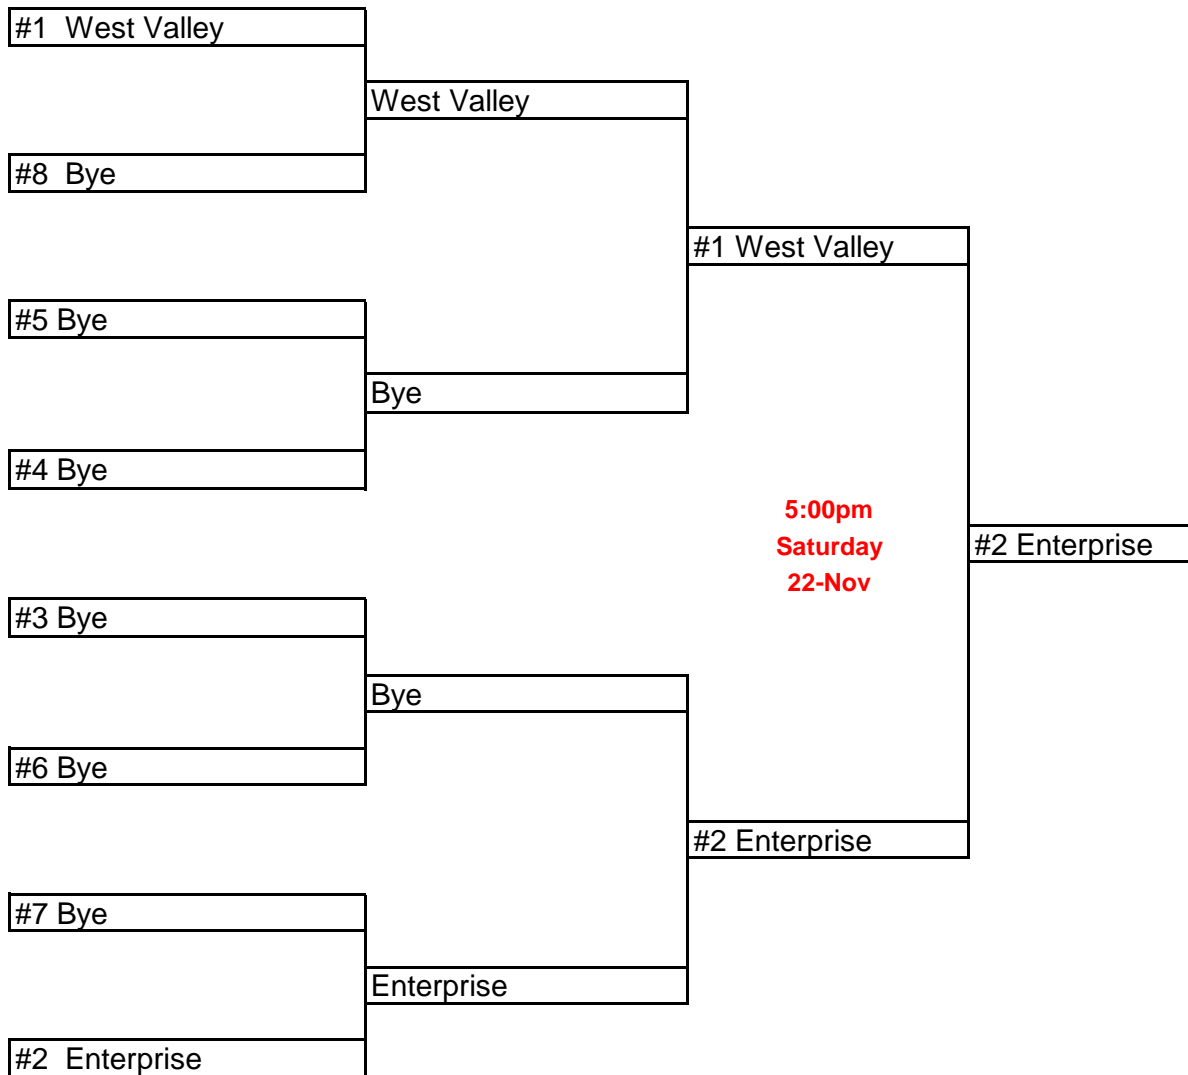 #1  West Valley
West Valley
#8  Bye
#1 West Valley
#5 Bye
Bye
#4 Bye
5:00pm
Saturday
22-Nov
#2 Enterprise
#3 Bye
Bye
#6 Bye
#2 Enterprise
#7 Bye
Enterprise
#2  Enterprise